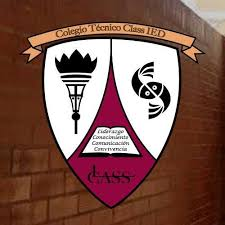 Colegio Técnico Class IED
Liderazgo
Conocimiento
Comunicación
Convivencia
CLASS